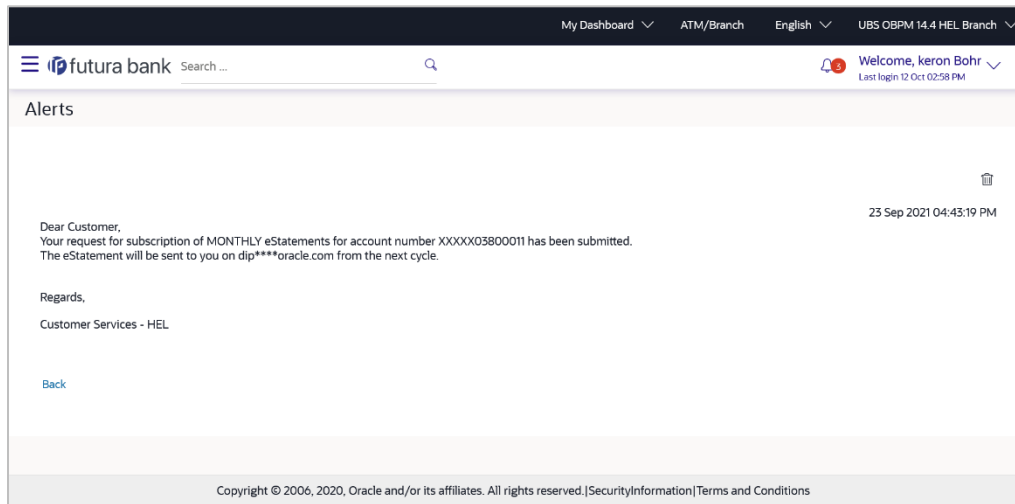 My Dashboard ATM/Branch English UBS OBPM 14.4 HEL Branch
futura bank Search ... 3 Welcome, keron Bohr
Last login 12 Oct 02:58 PM
Alerts
23 Sep 2021 04:43:19 PM
Dear Customer,
Your request for subscription of MONTHLY eStatements for account number XXXXX03800011 has been submitted.
The eStatement will be sent to you on dip****oracle.com from the next cycle.
Regards,
Customer Services - HEL
Back
Copyright © 2006, 2020, Oracle and/or its affiliates. All rights reserved.|SecurityInformation|Terms and Conditions